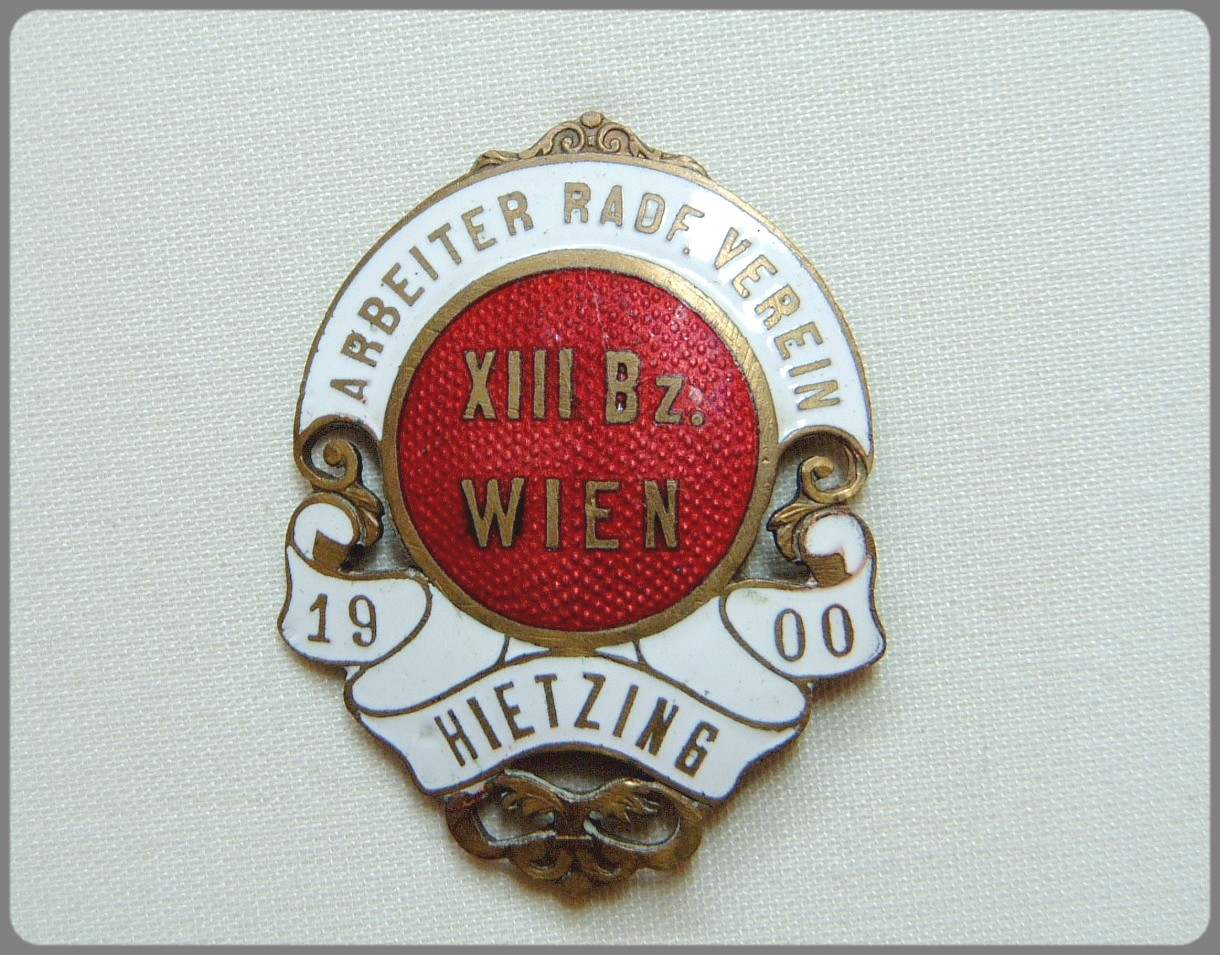 ARBEITER RADF. VEREIN
XIII Bz.
WIEN
19 00
HIETZING